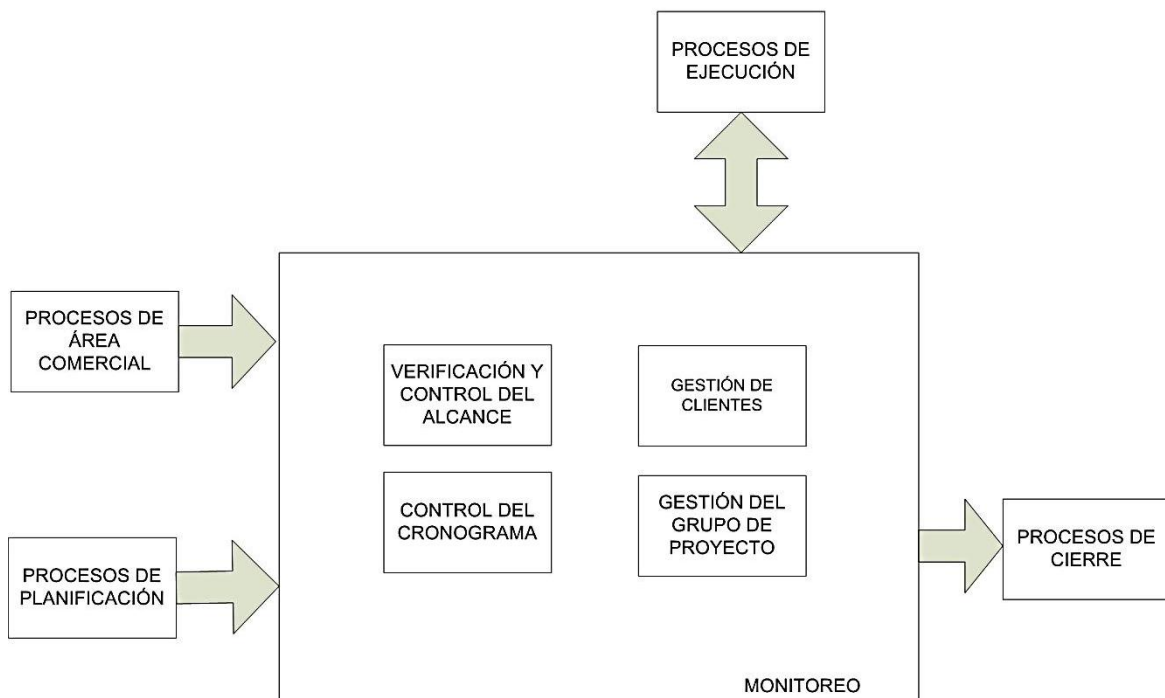 PROCESOS DE
EJECUCIÓN
PROCESOS DE
ÁREA
COMERCIAL
VERIFICACIÓN Y
CONTROL DEL
ALCANCE
GESTIÓN DE
CLIENTES
CONTROL DEL
CRONOGRAMA
GESTIÓN DEL
GRUPO DE
PROYECTO
PROCESOS DE
PLANIFICACIÓN
PROCESOS DE
CIERRE
MONITOREO